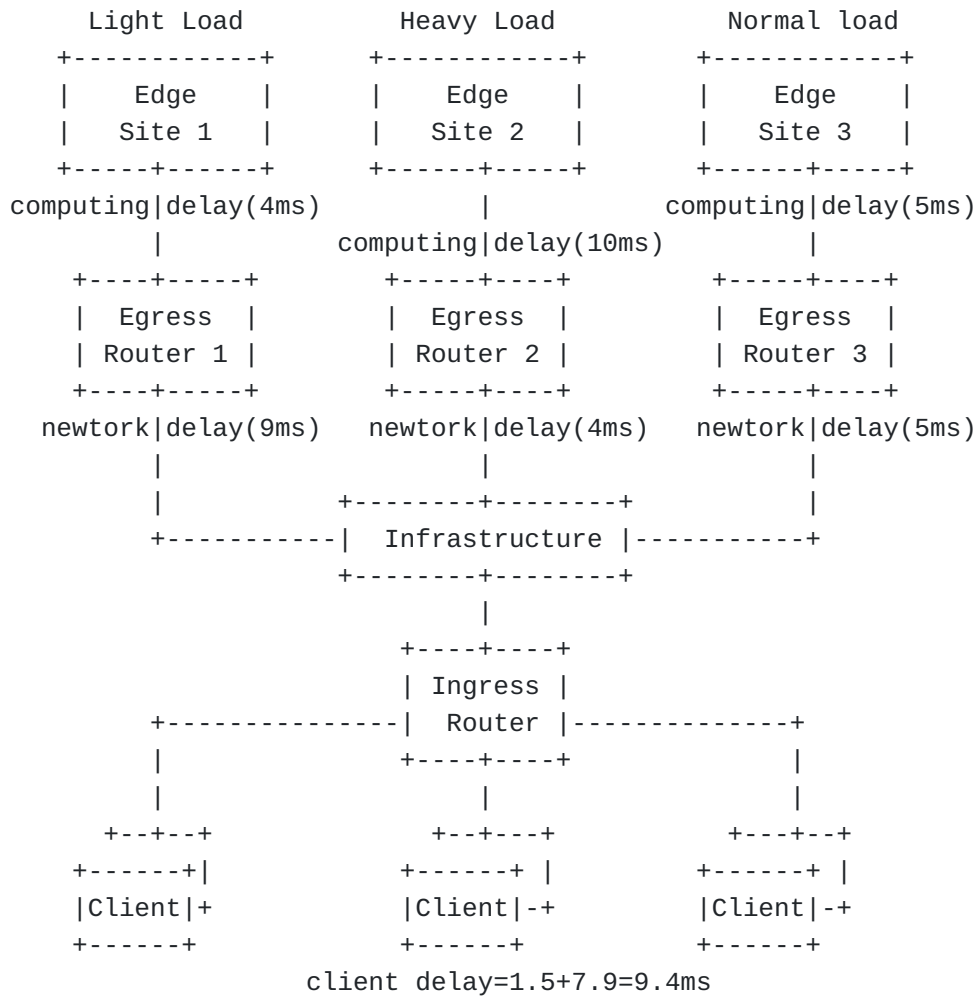 Light Load Heavy Load Normal load
+------------+ +------------+ +------------+
| Edge | | Edge | | Edge |
| Site 1 | | Site 2 | | Site 3 |
+-----+------+ +------+-----+ +------+-----+
computing|delay(4ms) | computing|delay(5ms)
| computing|delay(10ms) |
+----+-----+ +-----+----+ +-----+----+
| Egress | | Egress | | Egress |
| Router 1 | | Router 2 | | Router 3 |
+----+-----+ +-----+----+ +-----+----+
newtork|delay(9ms) newtork|delay(4ms) newtork|delay(5ms)
| | |
| +--------+--------+ |
+-----------| Infrastructure |-----------+
+--------+--------+
|
+----+----+
| Ingress |
+---------------| Router |--------------+
| +----+----+ |
| | |
+--+--+ +--+---+ +---+--+
+------+| +------+ | +------+ |
|Client|+ |Client|-+ |Client|-+
+------+ +------+ +------+
client delay=1.5+7.9=9.4ms